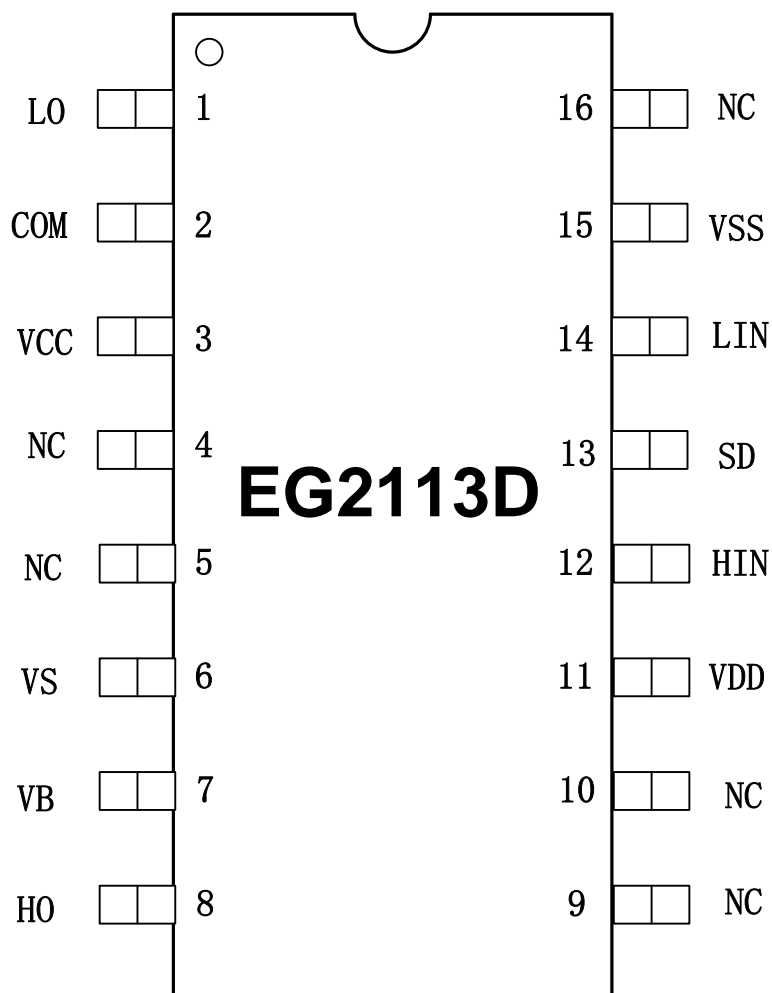 LO 1 16 NC
COM 2 15 VSS
VCC 3 14 LIN
NC 4 13 SD
EG2113D
NC 5 12 HIN
VS 6 11 VDD
VB 7 10 NC
HO 8 9 NC